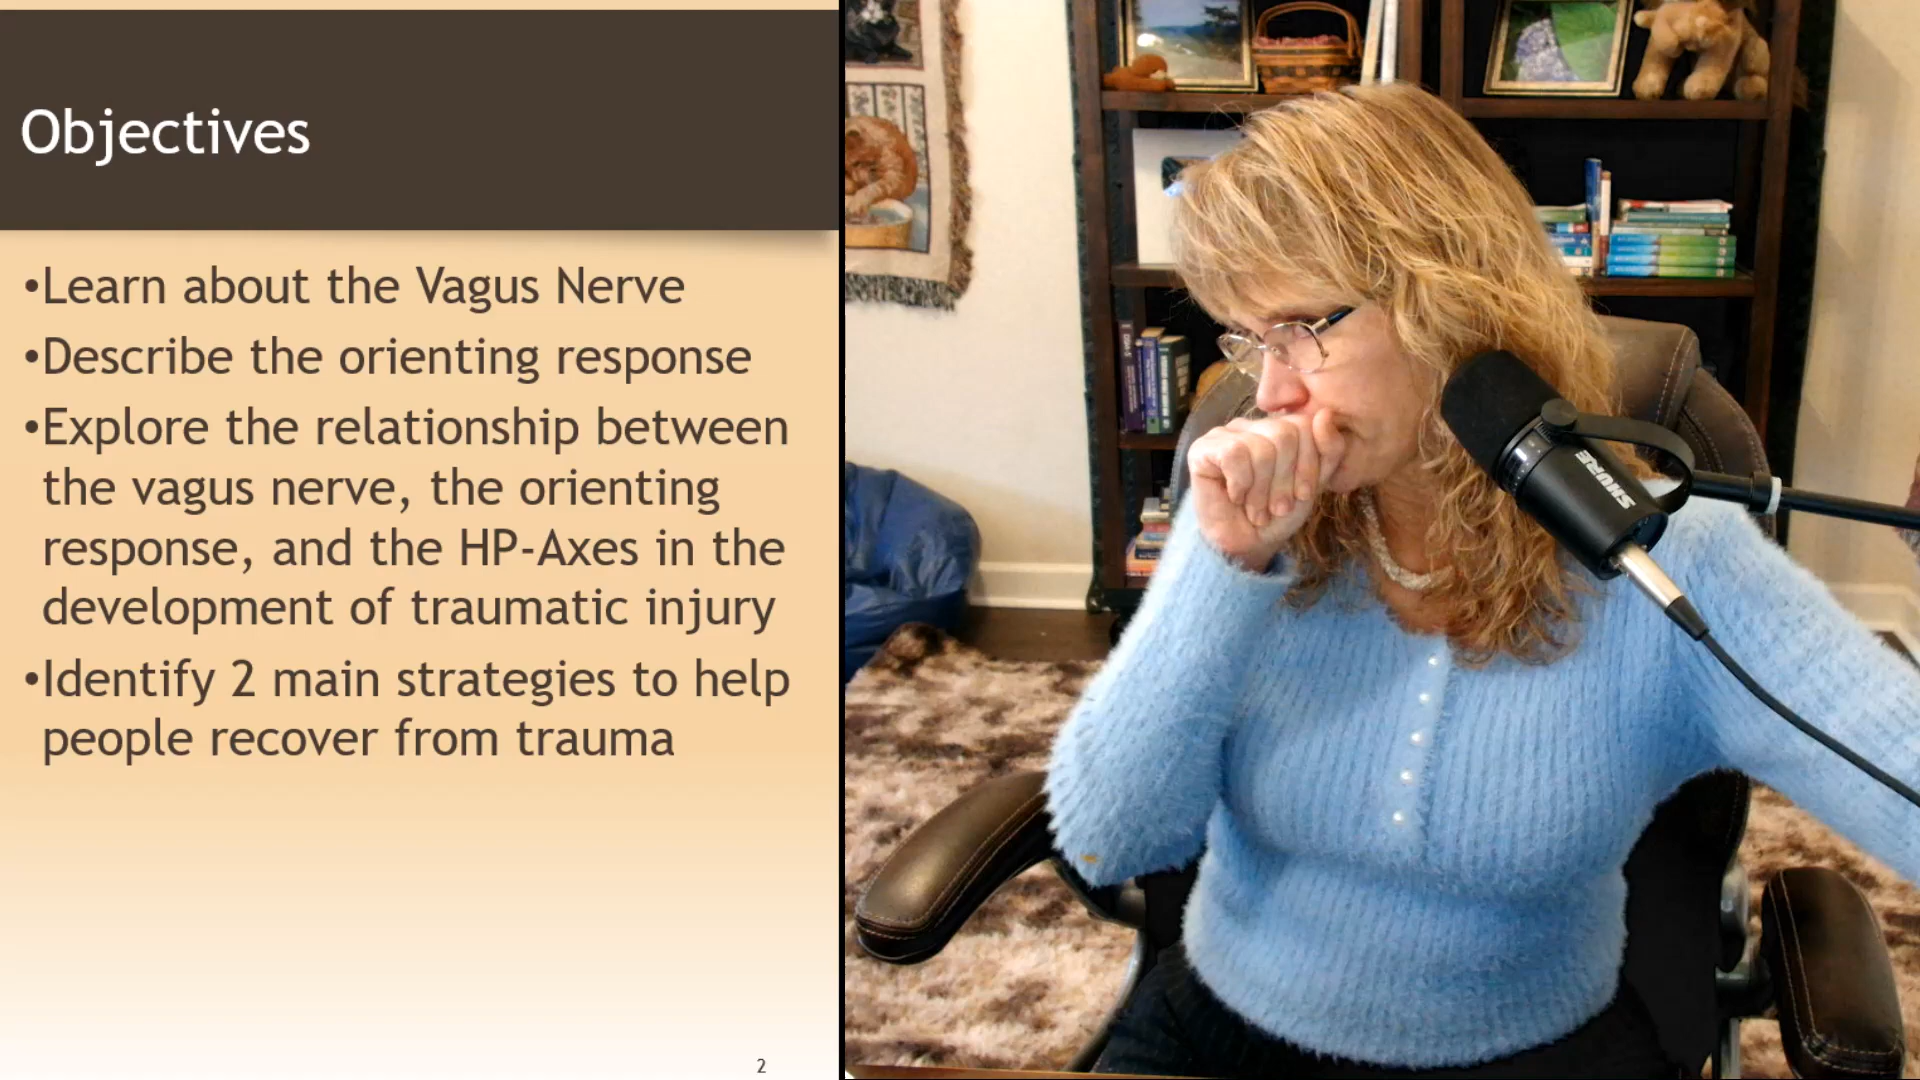 Objectives
•Learn about the Vagus Nerve
•Describe the orienting response
•Explore the relationship between
the vagus nerve, the orienting
response, and the HP-Axes in the
development of traumatic injury
•Identify 2 main strategies to help
people recover from trauma
2
SHURE